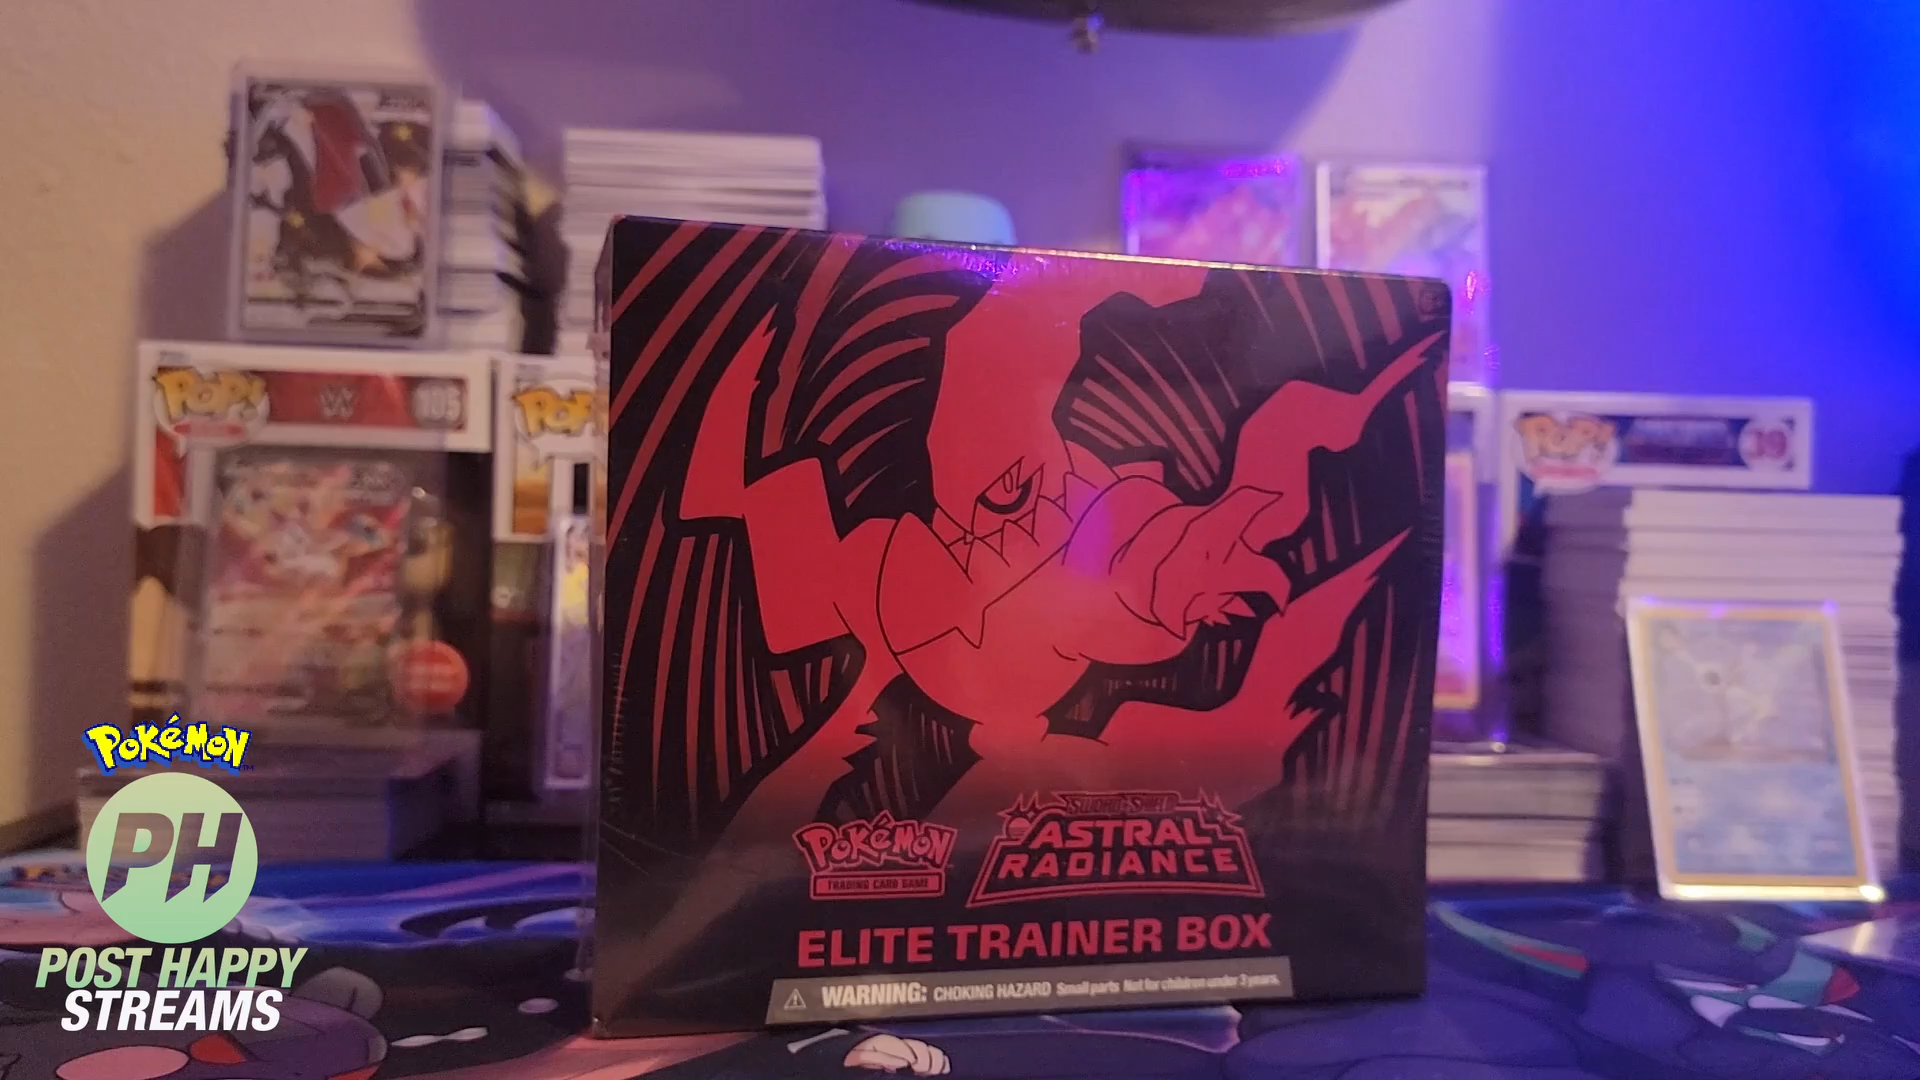 POP!
W
105
POP!
POP!
19
SWORD & SHIELD
ASTRAL
RADIANCE
POKéMON
TRADING CARD GAME
ELITE TRAINER BOX
WARNING: CHOKING HAZARD Small parts Not for children under 3 years.
POKéMON
PH
POST HAPPY
STREAMS